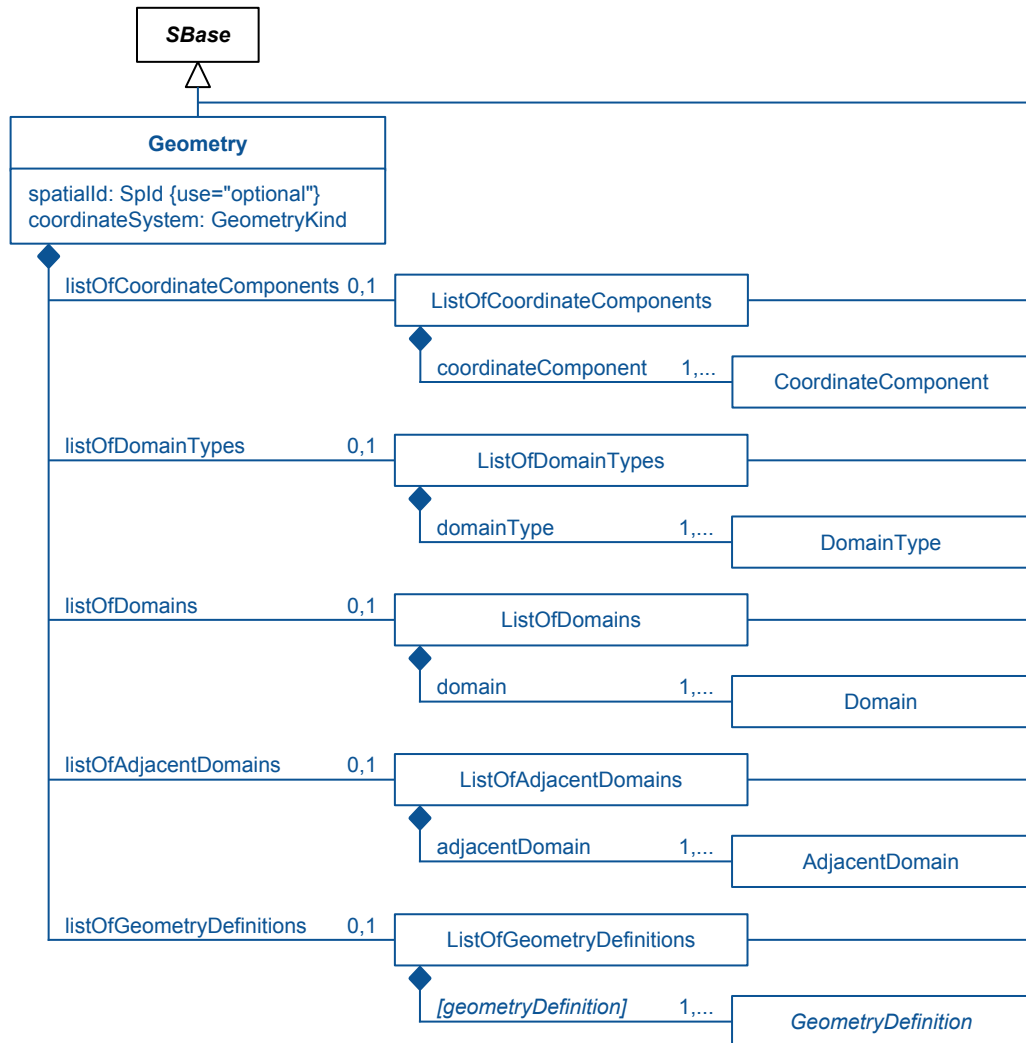 SBase
Geometry
spatialId: SpId {use="optional"}
coordinateSystem: GeometryKind
listOfCoordinateComponents 0,1
ListOfCoordinateComponents
coordinateComponent 1,...
CoordinateComponent
listOfDomainTypes 0,1
ListOfDomainTypes
domainType 1,...
DomainType
listOfDomains 0,1
ListOfDomains
domain 1,...
Domain
listOfAdjacentDomains 0,1
ListOfAdjacentDomains
adjacentDomain 1,...
AdjacentDomain
listOfGeometryDefinitions 0,1
ListOfGeometryDefinitions
[geometryDefinition] 1,...
GeometryDefinition